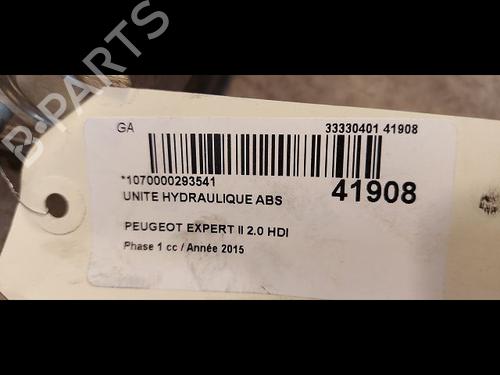 B-PARTS
GA
33330401 41908
*1070000293541
41908
UNITE HYDRAULIQUE ABS
PEUGEOT EXPERT II 2.0 HDI
Phase 1 cc / Année 2015